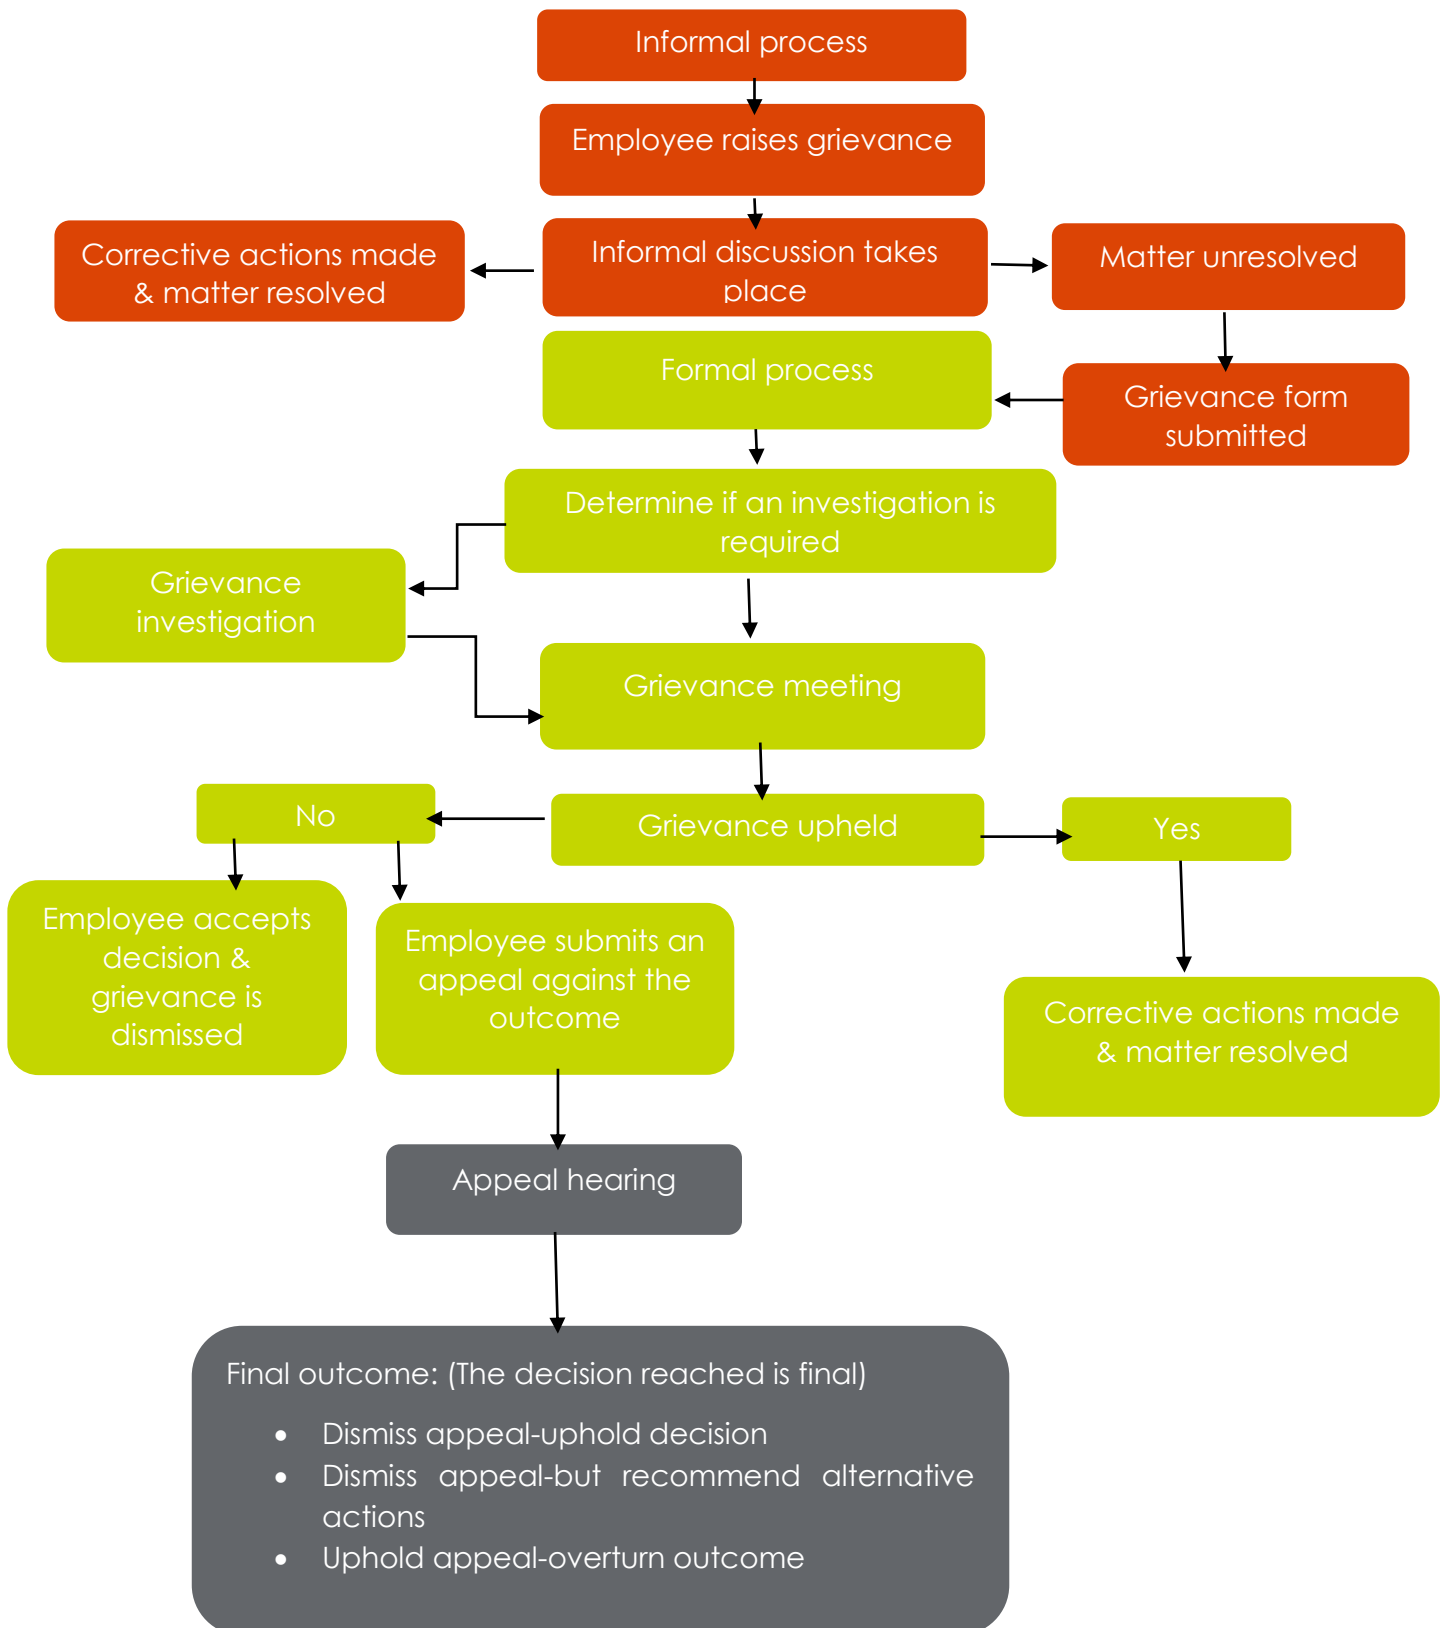 Informal process
Employee raises grievance
Corrective actions made
& matter resolved
Informal discussion takes
place
Matter unresolved
Formal process
Grievance form
submitted
Determine if an investigation is
required
Grievance
investigation
Grievance meeting
No
Grievance upheld
Yes
Employee accepts
decision &
grievance is
dismissed
Employee submits an
appeal against the
outcome
Corrective actions made
& matter resolved
Appeal hearing
Final outcome: (The decision reached is final)
• Dismiss appeal-uphold decision
• Dismiss appeal-but recommend alternative
actions
• Uphold appeal-overturn outcome